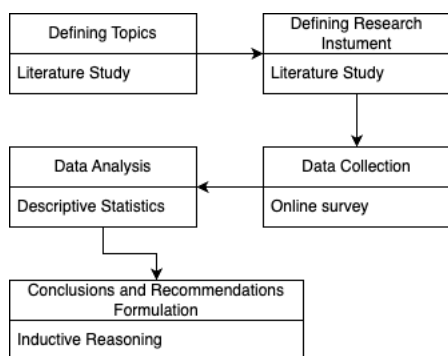 Defining Topics
Literature Study
Defining Research
Instument
Literature Study
Data Analysis
Descriptive Statistics
Data Collection
Online survey
Conclusions and Recommendations
Formulation
Inductive Reasoning